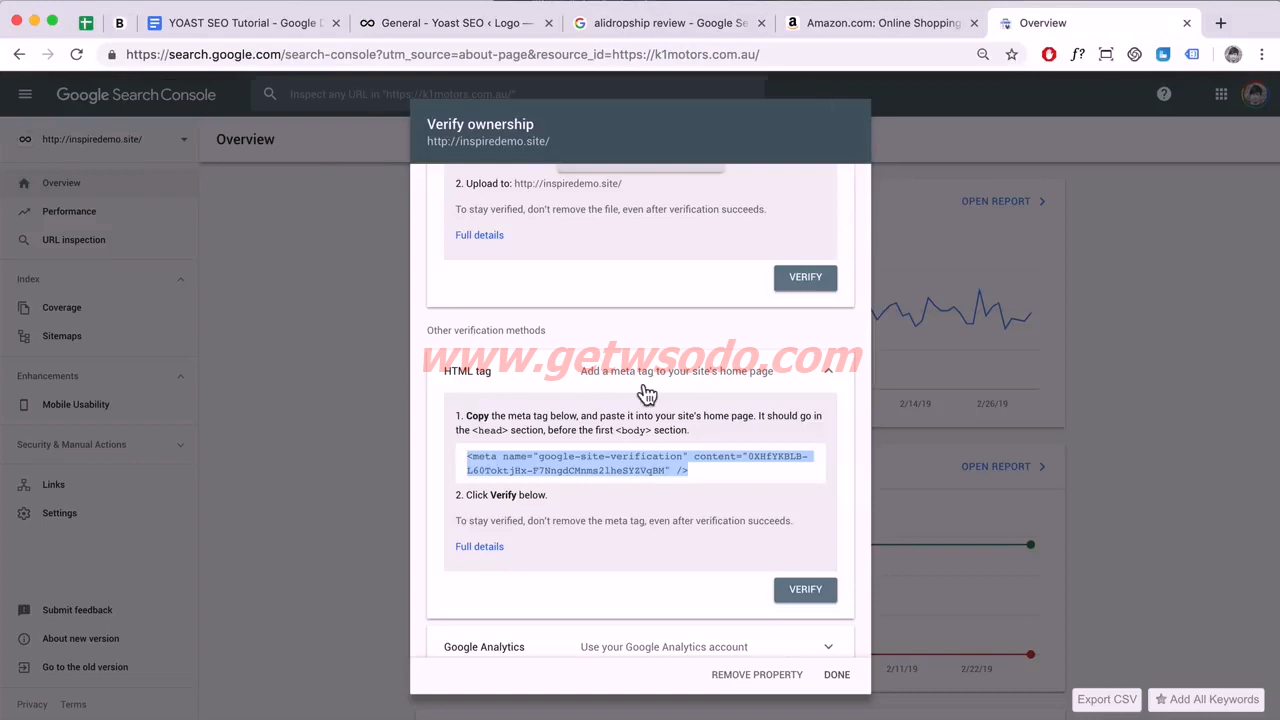 YOAST SEO Tutorial - Google D
General - Yoast SEO ‹ Logo —
alidropship review - Google Se
Amazon.com: Online Shopping
Overview
https://search.google.com/search-console?utm_source=about-page&resource_id=https://k1motors.com.au/
Google Search Console
Inspect any URL in "https://k1motors.com.au/"
http://inspiredemo.site/
Overview
Overview
Performance
URL inspection
Index
Coverage
Sitemaps
Enhancements
Mobile Usability
Security & Manual Actions
Links
Settings
Submit feedback
About new version
Go to the old version
Privacy Terms
Verify ownership
http://inspiredemo.site/
2. Upload to: http://inspiredemo.site/
To stay verified, don't remove the file, even after verification succeeds.
Full details
VERIFY
Other verification methods
www.getwsodo.com
HTML tag Add a meta tag to your site's home page
1. Copy the meta tag below, and paste it into your site's home page. It should go in
the <head> section, before the first <body> section.
<meta name="google-site-verification" content="0XHfYKBLB-
L60ToktjHx-F7NngdCMnms2lheSYZVgBM" />
2. Click Verify below.
To stay verified, don't remove the meta tag, even after verification succeeds.
Full details
VERIFY
Google Analytics Use your Google Analytics account
REMOVE PROPERTY DONE
OPEN REPORT
2/14/19 2/26/19
OPEN REPORT
2/11/19 2/22/19
Export CSV Add All Keywords